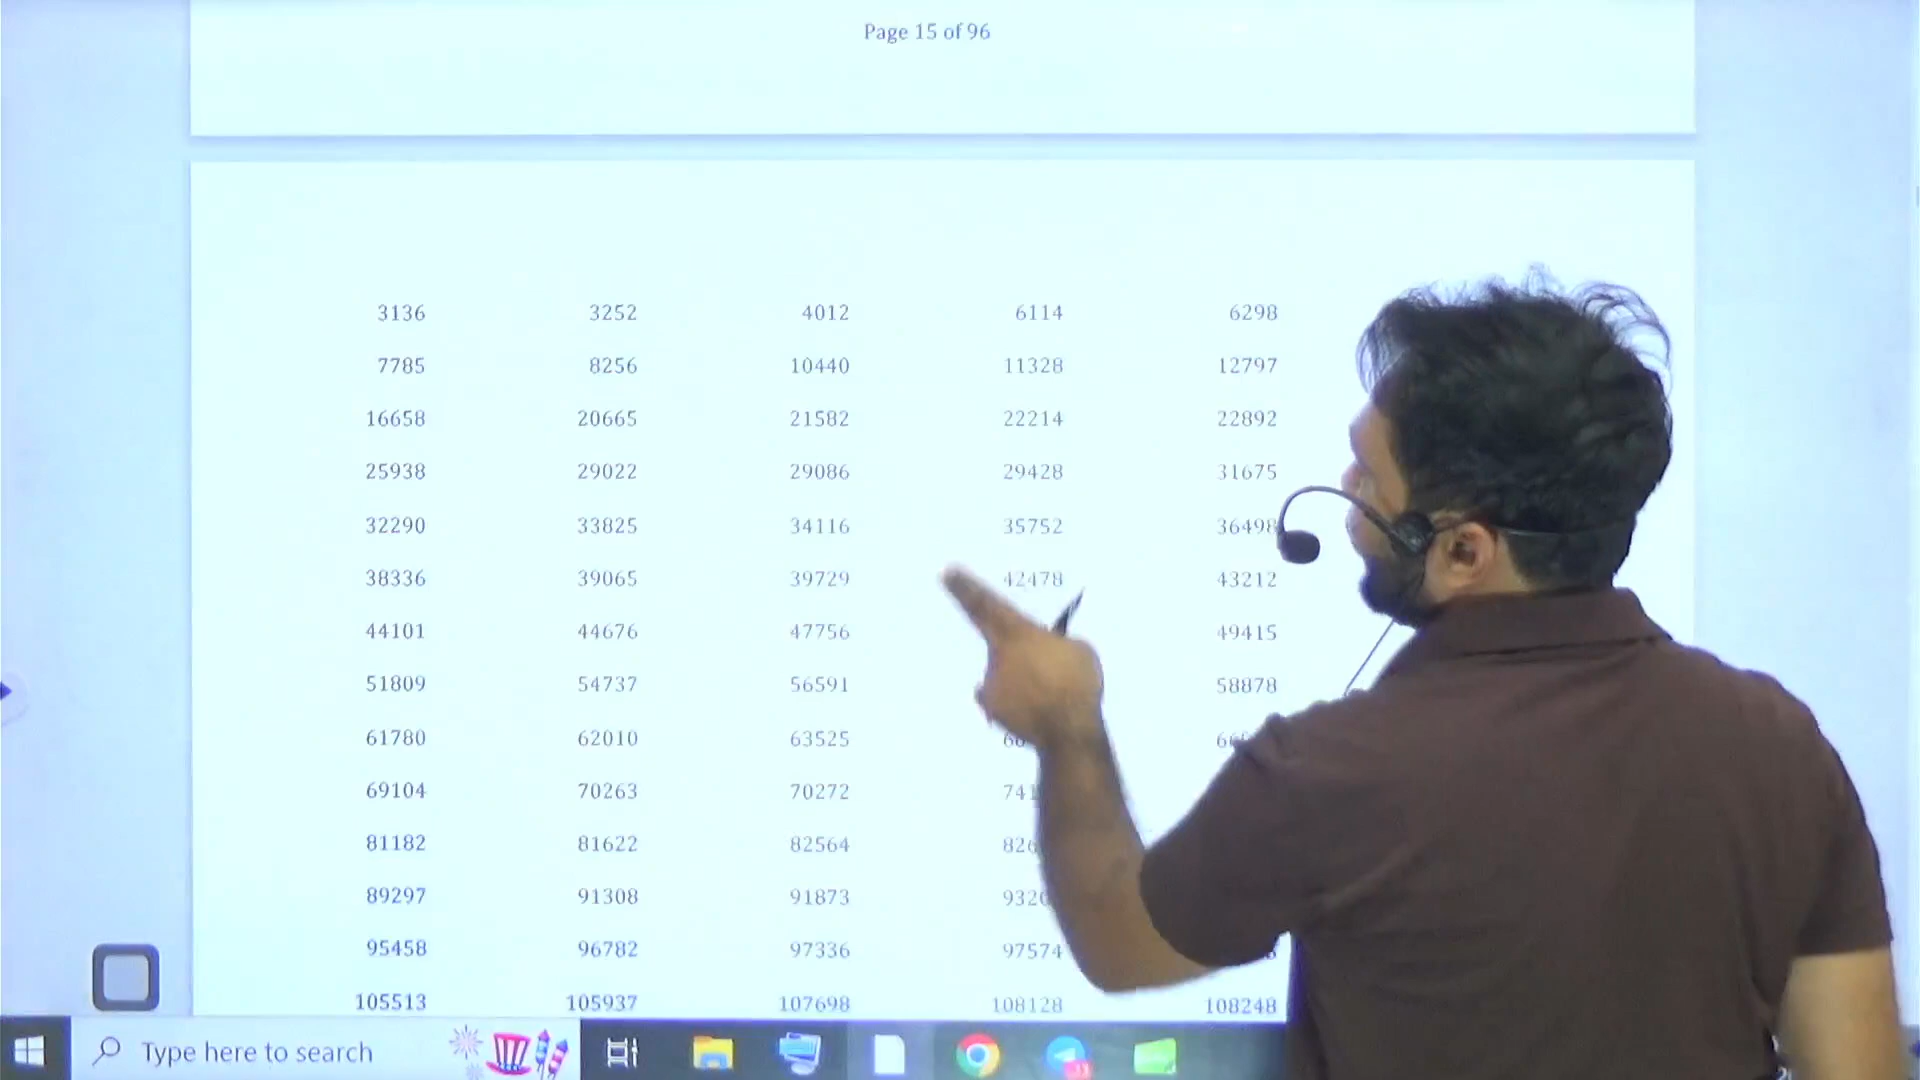 Page 15 of 96
3136 3252 4012 6114 6298
7785 8256 10440 11328 12797
16658 20665 21582 22214 22892
25938 29022 29086 29428 31675
32290 33825 34116 35752 36498
38336 39065 39729 42478 43212
44101 44676 47756 49415
51809 54737 56591 58878
61780 62010 63525
69104 70263 70272
81182 81622 82564
89297 91308 91873
95458 96782 97336 97574
105513 105937 107698 108128 108248
Type here to search